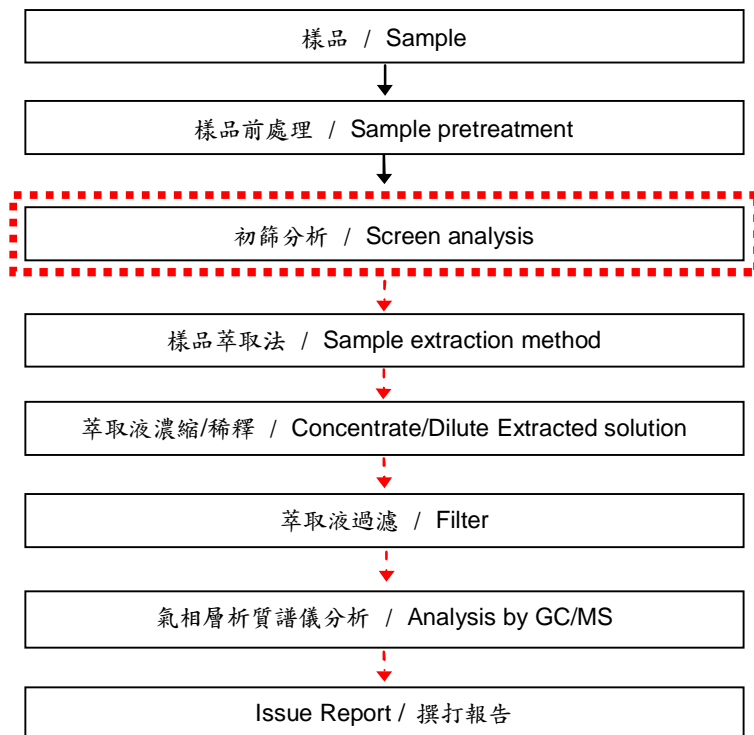 樣品 / Sample
樣品前處理 / Sample pretreatment
初篩分析 / Screen analysis
樣品萃取法 / Sample extraction method
萃取液濃縮/稀釋 / Concentrate/Dilute Extracted solution
萃取液過濾 / Filter
氣相層析質譜儀分析 / Analysis by GC/MS
Issue Report / 撰打報告